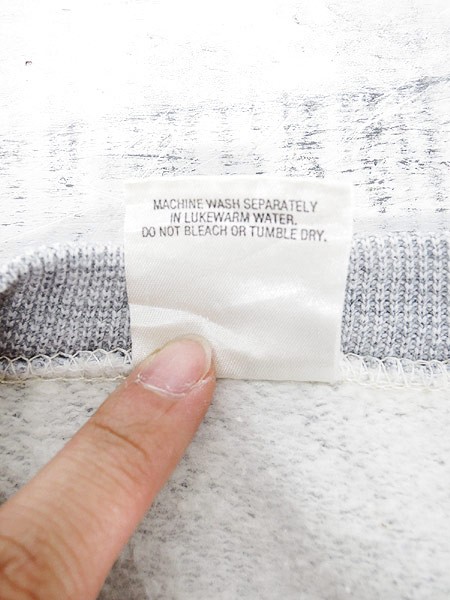 MACHINE WASH SEPARATELY
IN LUKEWARM WATER.
DO NOT BLEACH OR TUMBLE DRY.